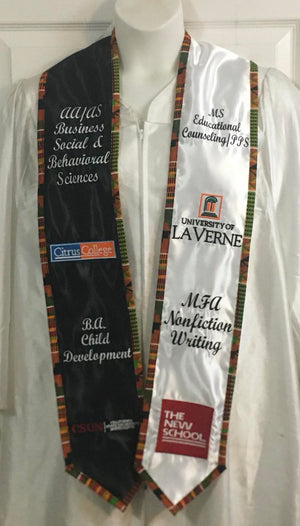 AA/AS
Business
Social &
Behavioral
Sciences
Citrus College
B.A.
Child
Development
CSUN
MS
Educational
Counseling/PPS
UNIVERSITY OF
LA VERNE
MFA
Nonfiction
Writing
THE
NEW
SCHOOL